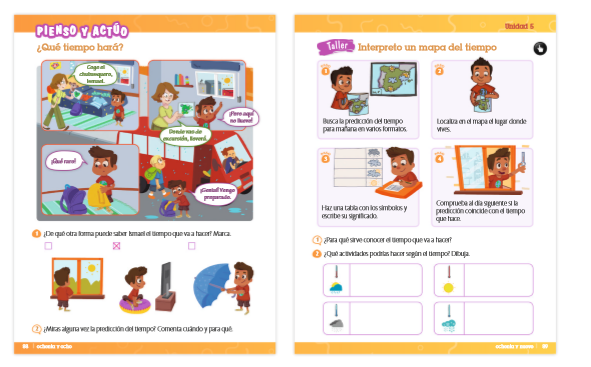 PIENSO Y ACTÚO
¿Qué tiempo hará?
Coge el
chubasquero,
Ismael.
¡Pero aquí
no llueve!
Donde vas de
excursión, lloverá.
¡Qué raro!
¡Genial! Vengo
preparado.
1 ¿De qué otra forma puede saber Ismael el tiempo que va a hacer? Marca.
2 ¿Miras alguna vez la predicción del tiempo? Comenta cuándo y para qué.
ochenta y ocho
Unidad 5
Taller Interpreto un mapa del tiempo
1
Busca la predicción del tiempo
para mañana en varios formatos.
2
Localiza en el mapa el lugar donde
vives.
3
Haz una tabla con los símbolos y
escribe su significado.
4
Comprueba al día siguiente si la
predicción coincide con el tiempo
que hace.
1 ¿Para qué sirve conocer el tiempo que va a hacer?
2 ¿Qué actividades podrías hacer según el tiempo? Dibuja.
ochenta y nueve